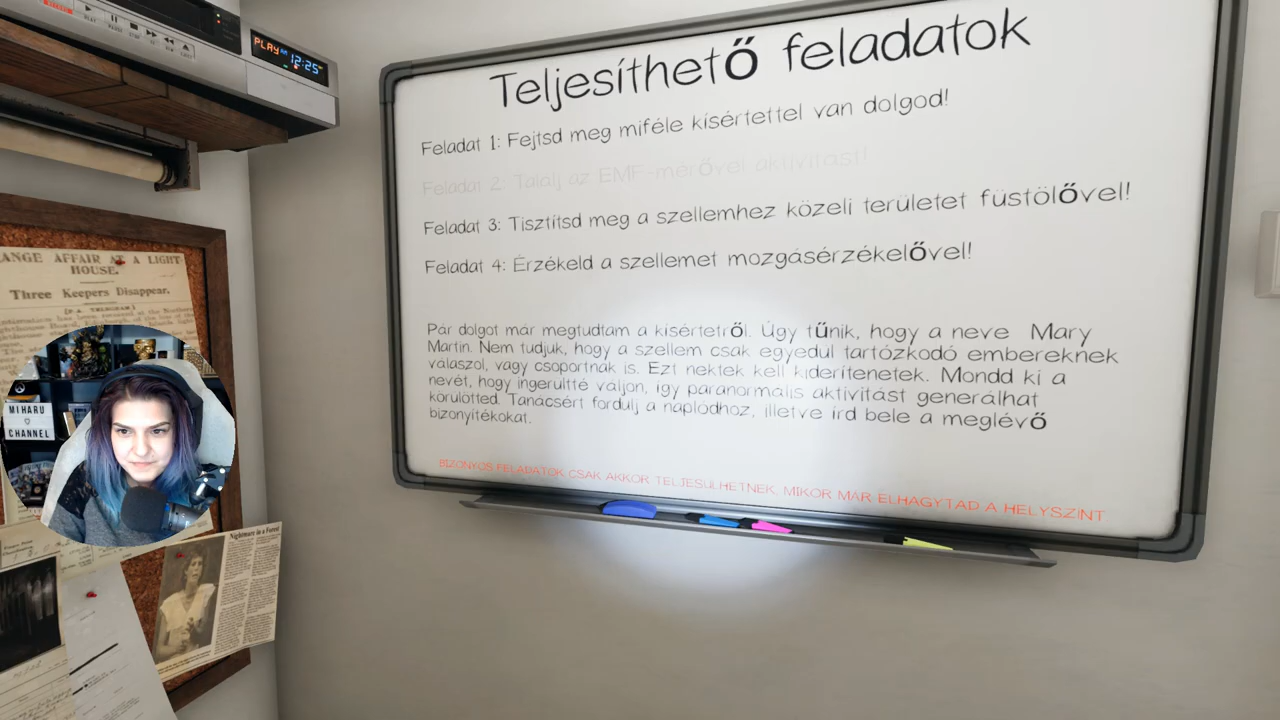 PLAY 12:25
Teljesíthető feladatok
Feladat 1: Fejtsd meg miféle kísértettel van dolgod!
Feladat 2: Találj az EMF-mérővel aktivitást!
Feladat 3: Tisztítsd meg a szellemhez közeli területet füstölővel!
Feladat 4: Érzékeld a szellemet mozgásérzékelővel!
Pár dolgot már megtudtam a kísértetről. Úgy tűnik, hogy a neve Mary
Martin. Nem tudjuk, hogy a szellem csak egyedül tartózkodó embereknek
válaszol, vagy csoportnak is. Ezt nektek kell kiderítenetek. Mondd ki a
nevét, hogy ingerültté váljon, így paranormális aktivitást generálhat
körülötted. Tanácsért fordulj a naplódhoz, illetve írd bele a meglévő
bizonyítékokat.
BIZONYOS FELADATOK CSAK AKKOR TELJESÜLHETNEK, MIKOR MÁR ELHAGYTAD A HELYSZÍNT
ANGE AFFAIR AT A LIGHT
HOUSE.
Three Keepers Disappear.
MIHARU
CHANNEL
Nightmare in a Forest